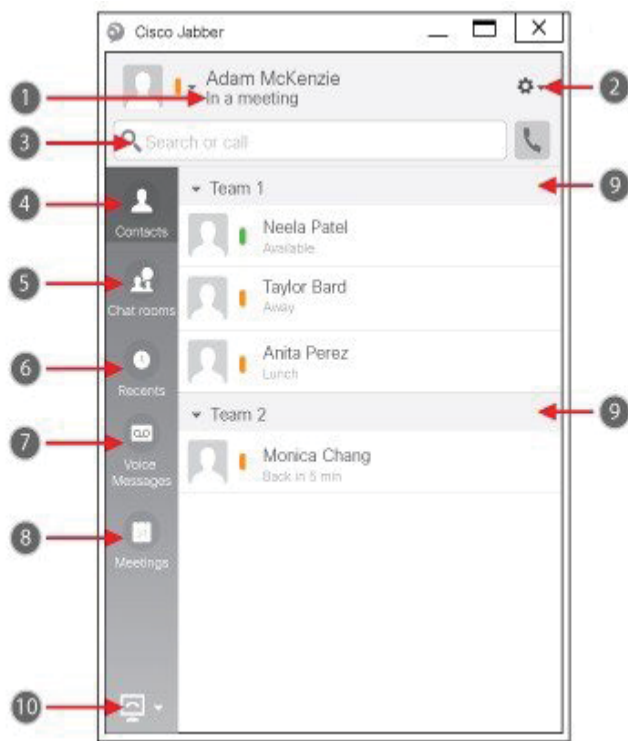 Cisco Jabber
Adam McKenzie
1
In a meeting
2
3
Search or call
Team 1
9
4
Contacts
Neela Patel
Available
5
Chat rooms
Taylor Bard
Away
6
Recents
Anita Perez
Lunch
Team 2
9
7
Voice
Messages
Monica Chang
Back in 5 min
8
Meetings
10